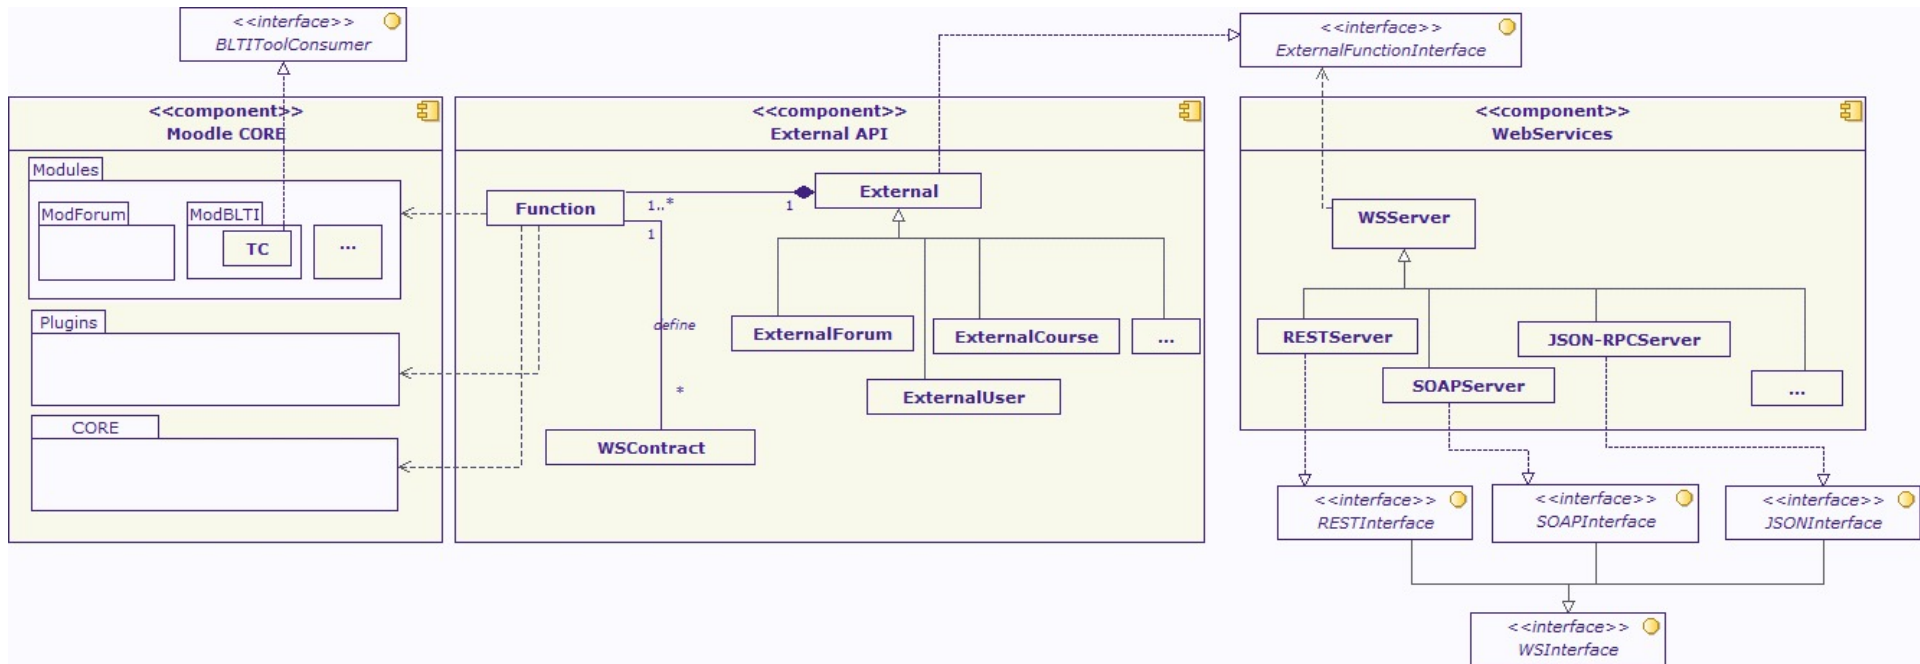 <<interface>>
BLTIToolConsumer
<<interface>>
ExternalFunctionInterface
<<component>>
Moodle CORE
Modules
ModForum
ModBLTI
TC
...
Plugins
CORE
<<component>>
External API
Function
1..*
1
External
1
define
*
WSContract
ExternalForum
ExternalCourse
...
ExternalUser
<<component>>
WebServices
WSServer
RESTServer
JSON-RPCServer
SOAPServer
...
<<interface>>
RESTInterface
<<interface>>
SOAPInterface
<<interface>>
JSONInterface
<<interface>>
WSInterface